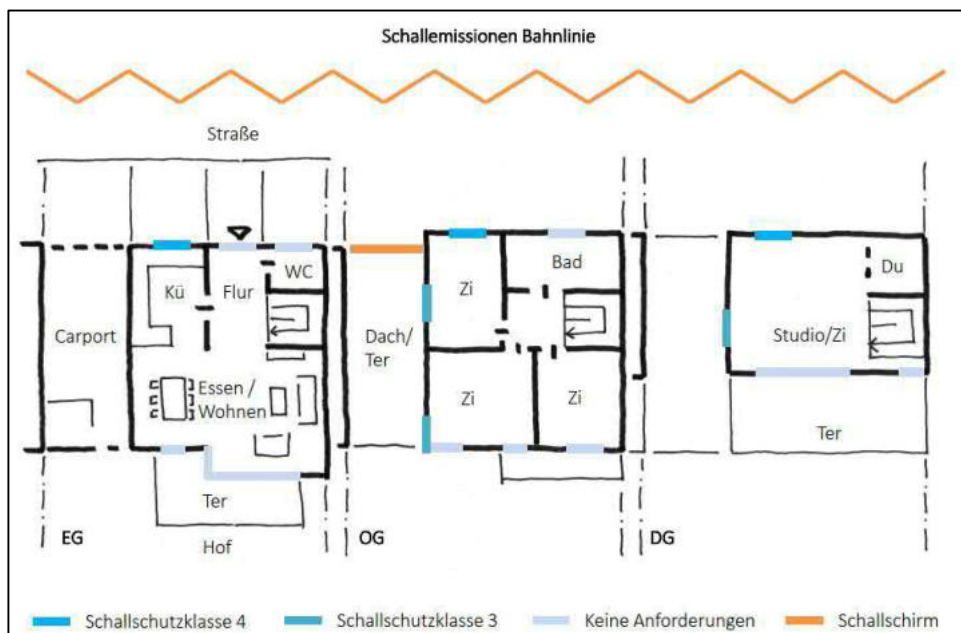 Schallemissionen Bahnlinie
Straße
Kü
Flur
WC
Carport
Essen /
Wohnen
Ter
Hof
EG
Zi
Bad
Dach/
Ter
Zi
Zi
OG
Du
Studio/Zi
Ter
DG
Schallschutzklasse 4
Schallschutzklasse 3
Keine Anforderungen
Schallschirm